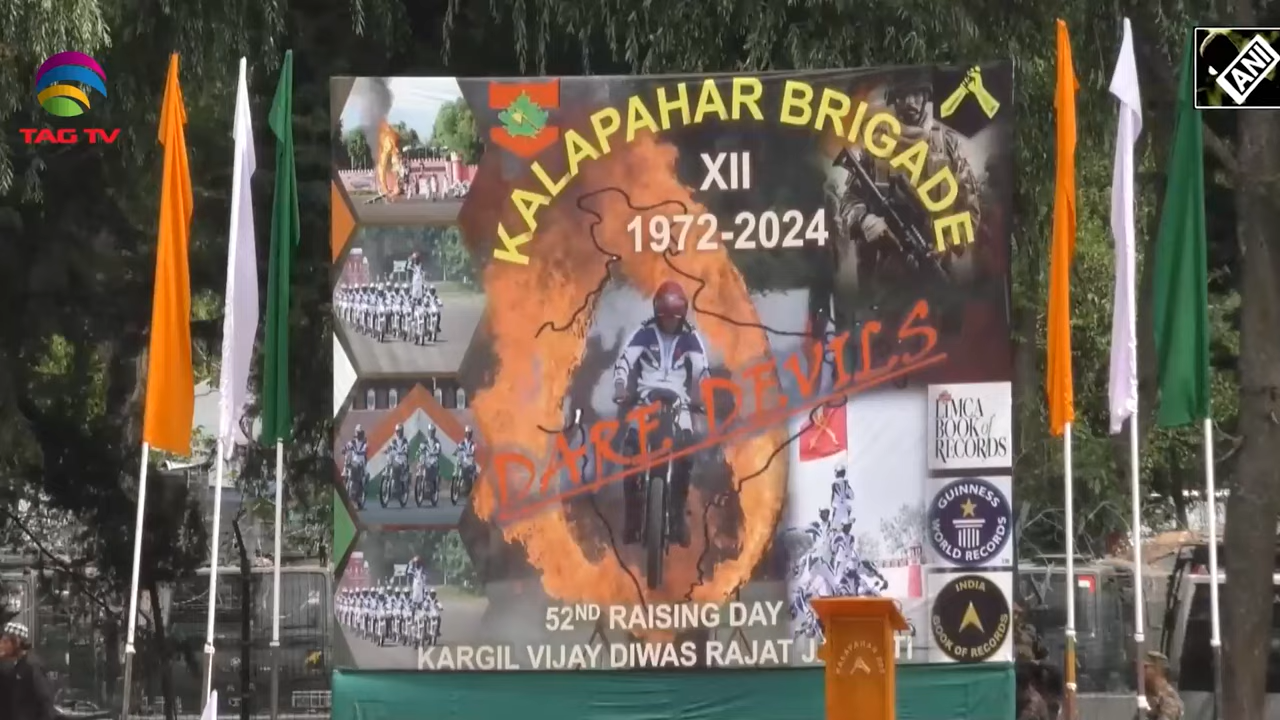 TAG TV
ANI
KALAPAHAR BRIGADE
XII
1972-2024
DARE DEVILS
LIMCA
BOOK of
RECORDS
GUINNESS
WORLD RECORDS
INDIA
BOOK OF RECORDS
52ND RAISING DAY
KARGIL VIJAY DIWAS RAJAT
KALAPAHAR